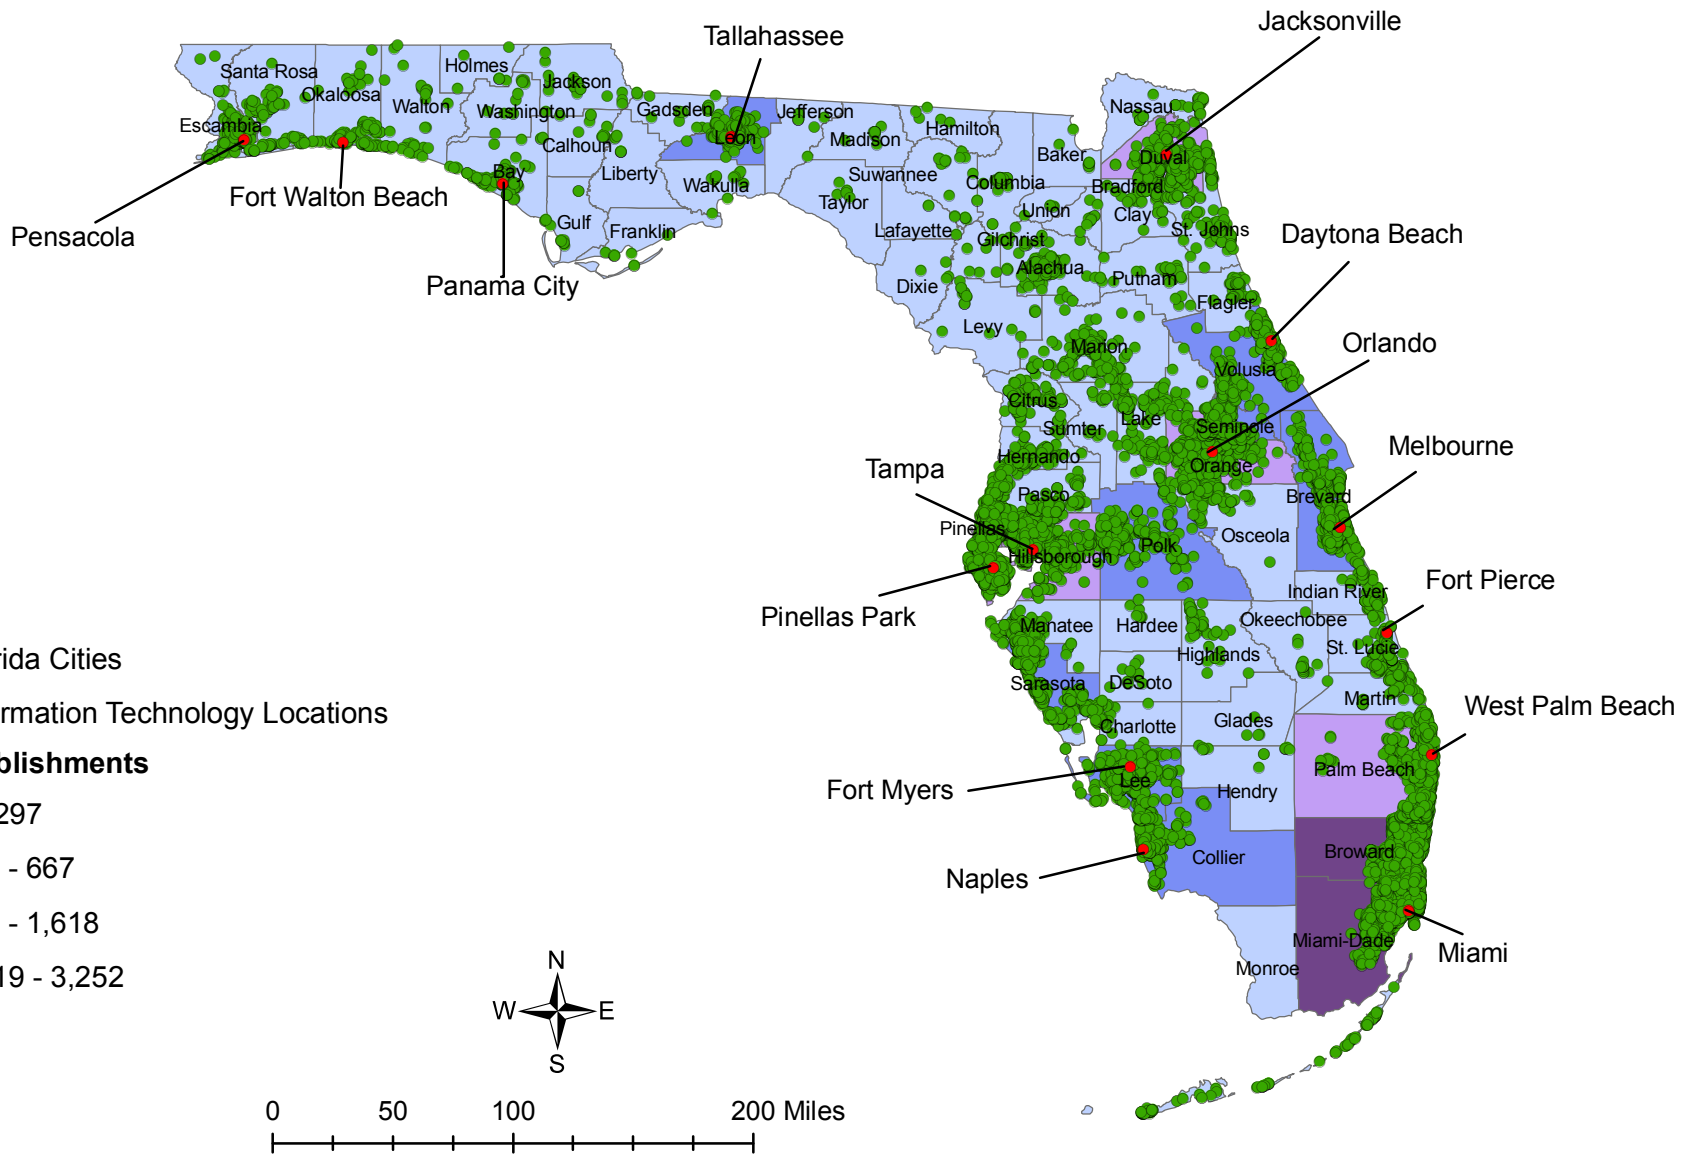 Jacksonville
Tallahassee
Holmes
Santa Rosa
Jackson
Okaloosa
Walton
Washington
Gadsden
Jefferson
Nassau
Escambia
Leon
Madison
Hamilton
Calhoun
Baker
Duval
Bay
Liberty
Wakulla
Suwannee
Columbia
Bradford
Fort Walton Beach
Taylor
Union
Clay
Pensacola
Gulf
Franklin
Lafayette
Gilchrist
St. Johns
Daytona Beach
Panama City
Dixie
Alachua
Putnam
Flagler
Levy
Marion
Orlando
Volusia
Citrus
Sumter
Lake
Seminole
Melbourne
Tampa
Hernando
Orange
Pasco
Brevard
Pinellas
Hillsborough
Polk
Osceola
Fort Pierce
Indian River
Pinellas Park
Manatee
Hardee
Okeechobee
St. Lucie
rida Cities
Highlands
Sarasota
DeSoto
Martin
West Palm Beach
rmation Technology Locations
Charlotte
Glades
blishments
Palm Beach
Fort Myers
Lee
Hendry
297
- 667
Naples
Collier
Broward
- 1,618
Miami-Dade
Miami
19 - 3,252
Monroe
N
W E
S
0 50 100 200 Miles